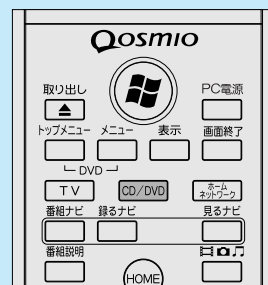 Qosmio
取り出し PC電源
トップメニュー メニュー 表示 画面終了
DVD
TV CD/DVD ホーム
ネットワーク
番組ナビ 録るナビ 見るナビ
番組説明
HOME